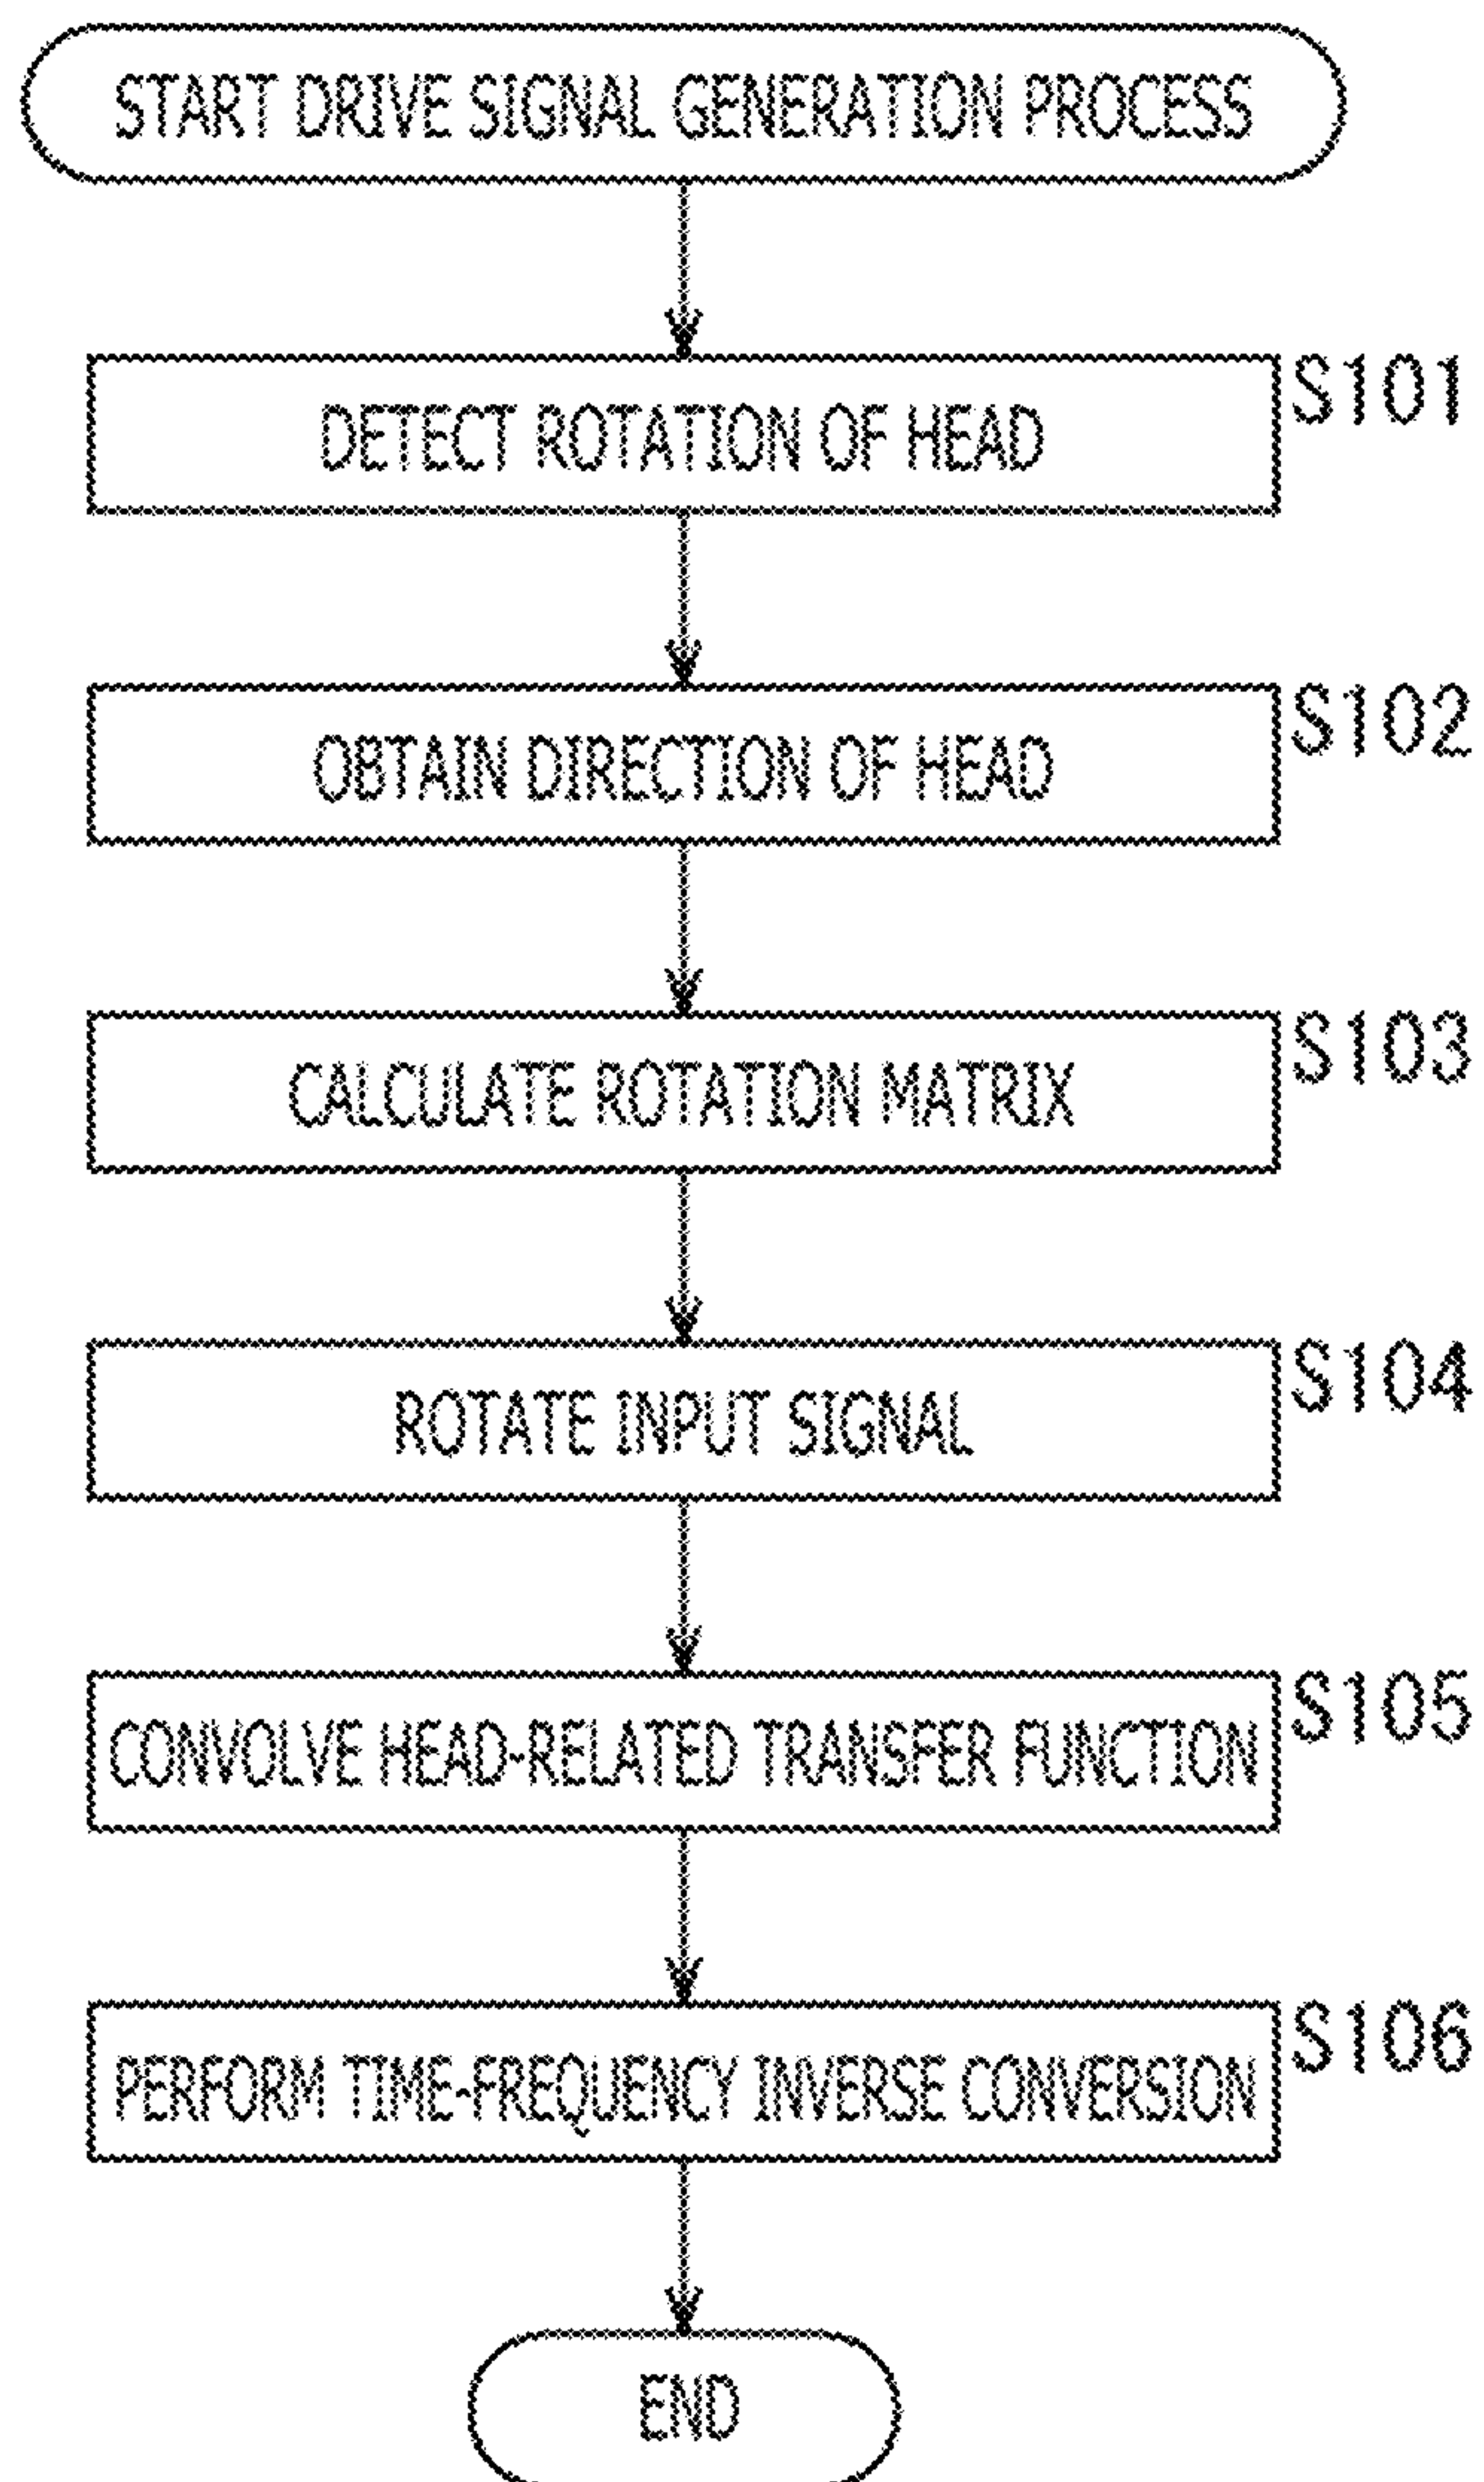 START DRIVE SIGNAL GENERATION PROCESS
DETECT ROTATION OF HEAD
S101
OBTAIN DIRECTION OF HEAD
S102
CALCULATE ROTATION MATRIX
S103
ROTATE INPUT SIGNAL
S104
CONVOLVE HEAD-RELATED TRANSFER FUNCTION
S105
PERFORM TIME-FREQUENCY INVERSE CONVERSION
S106
END